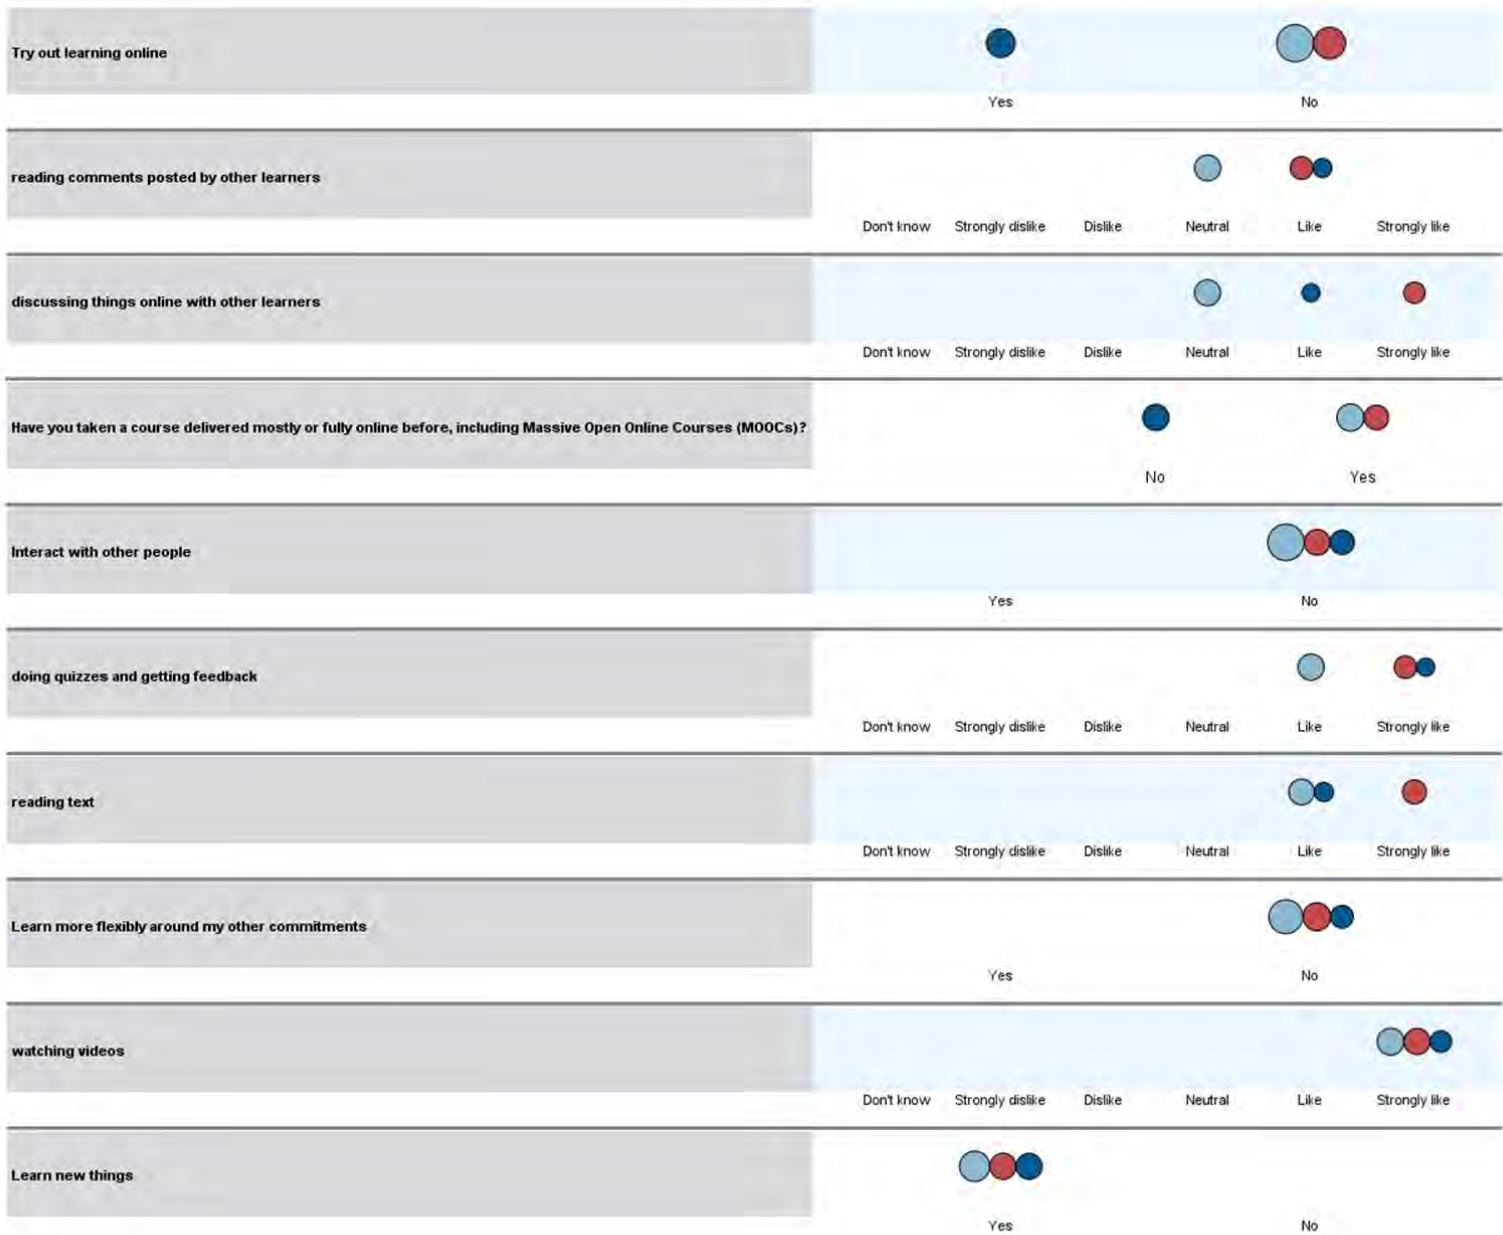 Try out learning online
Yes No
reading comments posted by other learners
Don't know Strongly dislike Dislike Neutral Like Strongly like
discussing things online with other learners
Don't know Strongly dislike Dislike Neutral Like Strongly like
Have you taken a course delivered mostly or fully online before, including Massive Open Online Courses (MOOCs)?
No Yes
Interact with other people
Yes No
doing quizzes and getting feedback
Don't know Strongly dislike Dislike Neutral Like Strongly like
reading text
Don't know Strongly dislike Dislike Neutral Like Strongly like
Learn more flexibly around my other commitments
Yes No
watching videos
Don't know Strongly dislike Dislike Neutral Like Strongly like
Learn new things
Yes No